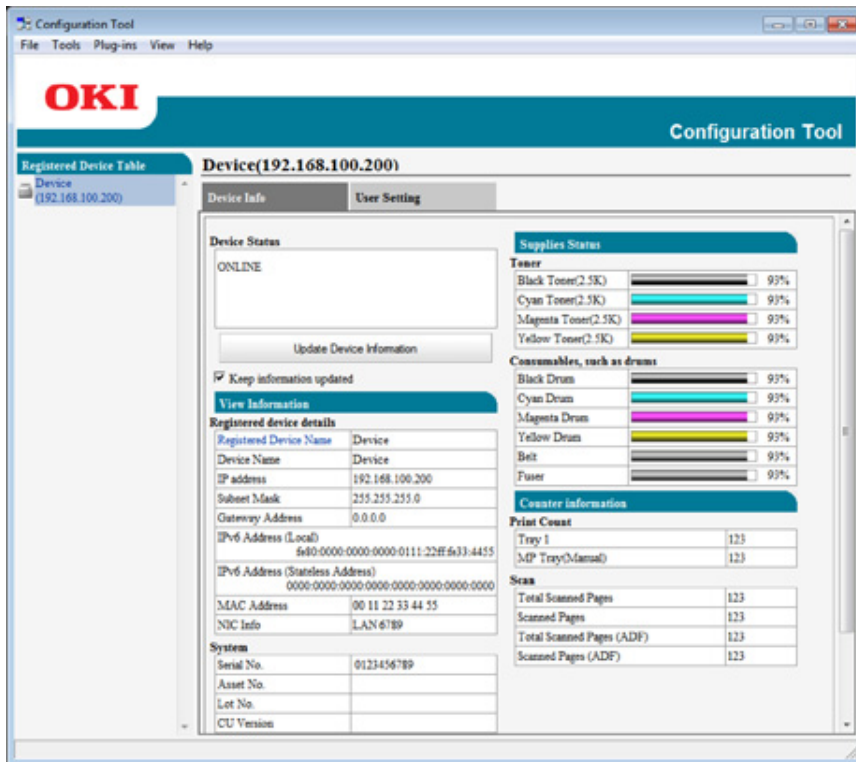 Configuration Tool
File Tools Plug-ins View Help
OKI
Configuration Tool
Registered Device Table
Device
(192.168.100.200)
Device(192.168.100.200)
Device Info User Setting
Device Status
ONLINE
Update Device Information
Keep information updated
View Information
Registered device details
Registered Device Name Device
Device Name Device
IP address 192.168.100.200
Subnet Mask 255.255.255.0
Gateway Address 0.0.0.0
IPv6 Address (Local)
fe80:0000:0000:0000:0111:22ff:fe33:4455
IPv6 Address (Stateless Address)
0000:0000:0000:0000:0000:0000:0000:0000
MAC Address 00 11 22 33 44 55
NIC Info LAN 6789
System
Serial No. 0123456789
Asset No.
Lot No.
CU Version
Supplies Status
Toner
Black Toner(2.5K) 93%
Cyan Toner(2.5K) 93%
Magenta Toner(2.5K) 93%
Yellow Toner(2.5K) 93%
Consumables, such as drums
Black Drum 93%
Cyan Drum 93%
Magenta Drum 93%
Yellow Drum 93%
Belt 93%
Fuser 93%
Counter information
Print Count
Tray 1 123
MP Tray(Manual) 123
Scan
Total Scanned Pages 123
Scanned Pages 123
Total Scanned Pages (ADF) 123
Scanned Pages (ADF) 123